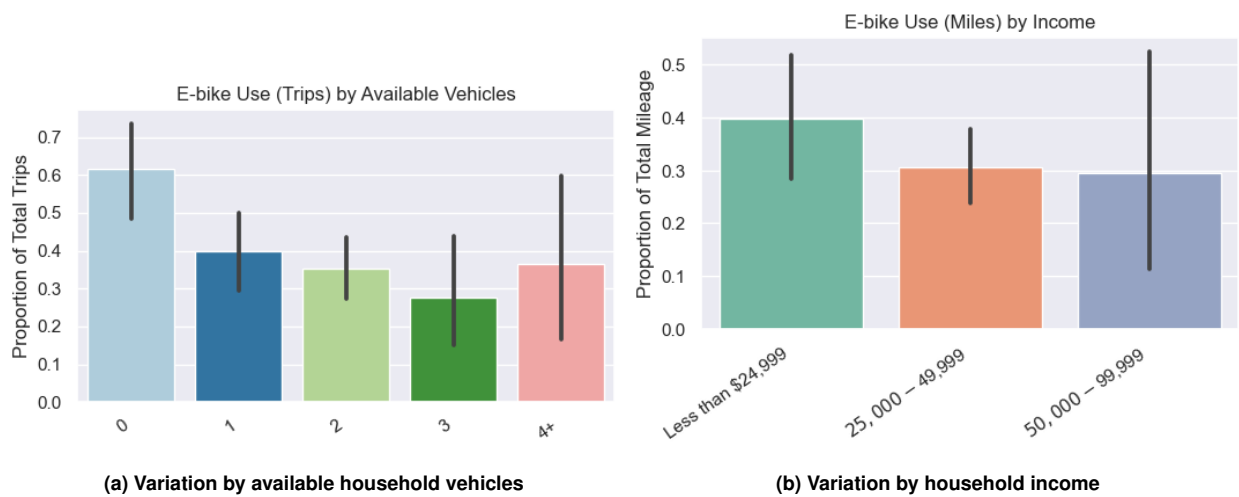 E-bike Use (Trips) by Available Vehicles
Proportion of Total Trips
0.7
0.6
0.5
0.4
0.3
0.2
0.1
0.0
0
1
2
3
4+
(a) Variation by available household vehicles
E-bike Use (Miles) by Income
Proportion of Total Mileage
0.5
0.4
0.3
0.2
0.1
0.0
Less than $24,999
25, 000 − 49,999
50, 000 − 99,999
(b) Variation by household income